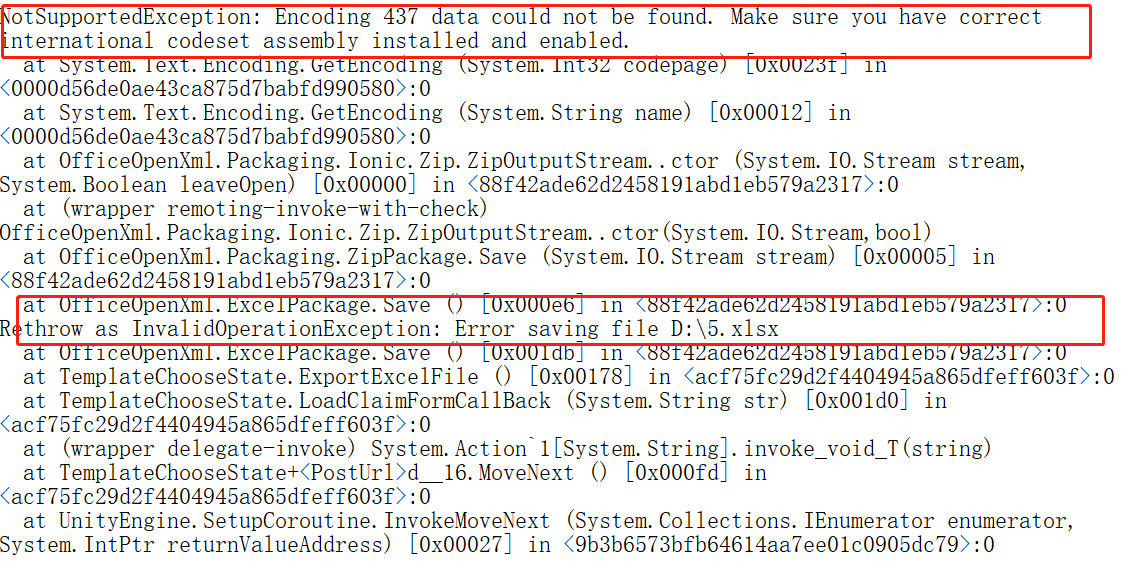 NotSupportedException: Encoding 437 data could not be found. Make sure you have correct
international codeset assembly installed and enabled.
  at System.Text.Encoding.GetEncoding (System.Int32 codepage) [0x0023f] in
<0000d56de0ae43ca875d7babfd990580>:0
  at System.Text.Encoding.GetEncoding (System.String name) [0x00012] in
<0000d56de0ae43ca875d7babfd990580>:0
  at OfficeOpenXml.Packaging.Ionic.Zip.ZipOutputStream..ctor (System.IO.Stream stream,
System.Boolean leaveOpen) [0x00000] in <88f42ade62d2458191abd1eb579a2317>:0
  at (wrapper remoting-invoke-with-check)
OfficeOpenXml.Packaging.Ionic.Zip.ZipOutputStream..ctor(System.IO.Stream,bool)
  at OfficeOpenXml.Packaging.ZipPackage.Save (System.IO.Stream stream) [0x00005] in
<88f42ade62d2458191abd1eb579a2317>:0
  at OfficeOpenXml.ExcelPackage.Save () [0x000e6] in <88f42ade62d2458191abd1eb579a2317>:0
Rethrow as InvalidOperationException: Error saving file D:\5.xlsx
  at OfficeOpenXml.ExcelPackage.Save () [0x001db] in <88f42ade62d2458191abd1eb579a2317>:0
  at TemplateChooseState.ExportExcelFile () [0x00178] in <acf75fc29d2f4404945a865dfeff603f>:0
  at TemplateChooseState.LoadClaimFormCallBack (System.String str) [0x001d0] in
<acf75fc29d2f4404945a865dfeff603f>:0
  at (wrapper delegate-invoke) System.Action`1[System.String].invoke_void_T(string)
  at TemplateChooseState+<PostUrl>d__16.MoveNext () [0x000fd] in
<acf75fc29d2f4404945a865dfeff603f>:0
  at UnityEngine.SetupCoroutine.InvokeMoveNext (System.Collections.IEnumerator enumerator,
System.IntPtr returnValueAddress) [0x00027] in <9b3b6573bfb64614aa7ee01c0905dc79>:0